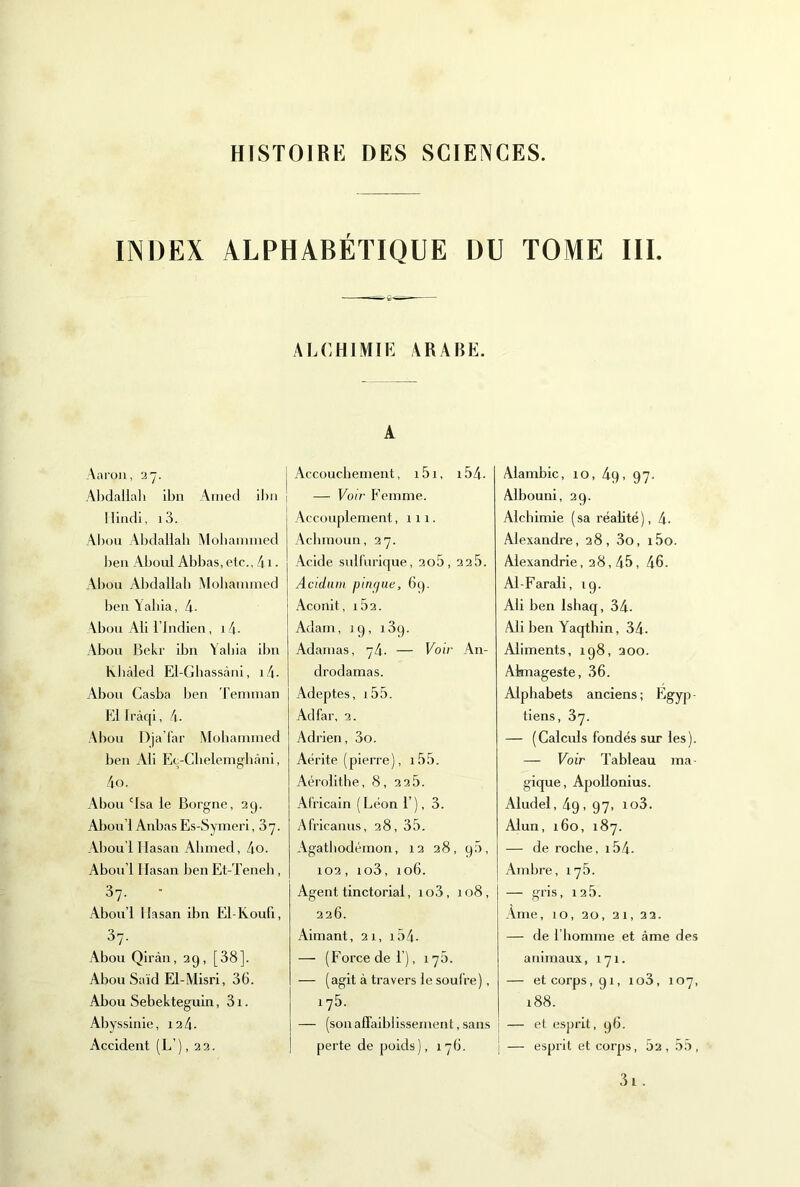 HISTOIRE DES SCIENCES.
INDEX ALPHABÉTIQUE DU TOME III.
ALCHIMIE ARABE.
A
Aaron, 27.
Abdallah ibn Amed ibn
Hindi, 13.
Abou Abdallah Mohammed
ben Aboul Abbas, etc., 41.
Abou Abdallah Mohammed
ben Yahia, 4.
Abou Ali l'Indien, 14.
Abou Bekr ibn Yahia ibn
Khâled El-Ghassâni, 14.
Abou Casba ben Temman
El Irâqi, 4.
Abou Dja'far Mohammed
ben Ali Eç-Chelemghâni,
40.
Abou ʿIsa le Borgne, 29.
Abou'l Anbas Es-Symeri, 37.
Abou'l Hasan Ahmed, 40.
Abou'l Hasan ben Et-Teneh,
37.
Abou'l Hasan ibn El-Koufi,
37.
Abou Qirân, 29, [38].
Abou Saïd El-Misri, 36.
Abou Sebekteguin, 31.
Abyssinie, 124.
Accident (L'), 22.
Accouchement, 151, 154.
— Voir Femme.
Accouplement, 111.
Achmoun, 27.
Acide sulfurique, 205, 225.
Acidum pingue, 69.
Aconit, 152.
Adam, 19, 139.
Adamas, 74. — Voir An-
drodamas.
Adeptes, 155.
Adfar, 2.
Adrien, 30.
Aérite (pierre), 155.
Aérolithe, 8, 225.
Africain (Léon l'), 3.
Africanus, 28, 35.
Agathodémon, 12 28, 95,
102, 103, 106.
Agent tinctorial, 103, 108,
226.
Aimant, 21, 154.
— (Force de l'), 175.
— (agit à travers le soufre),
175.
— (son affaiblissement, sans
perte de poids), 176.
Alambic, 10, 49, 97.
Albouni, 29.
Alchimie (sa réalité), 4.
Alexandre, 28, 30, 150.
Alexandrie, 28, 45, 46.
Al-Farali, 19.
Ali ben Ishaq, 34.
Ali ben Yaqthin, 34.
Aliments, 198, 200.
Almageste, 36.
Alphabets anciens; Égyp-
tiens, 37.
— (Calculs fondés sur les).
— Voir Tableau ma-
gique, Apollonius.
Aludel, 49, 97, 103.
Alun, 160, 187.
— de roche, 154.
Ambre, 175.
— gris, 125.
Âme, 10, 20, 21, 22.
— de l'homme et âme des
animaux, 171.
— et corps, 91, 103, 107,
188.
— et esprit, 96.
— esprit et corps, 52, 55,
31.